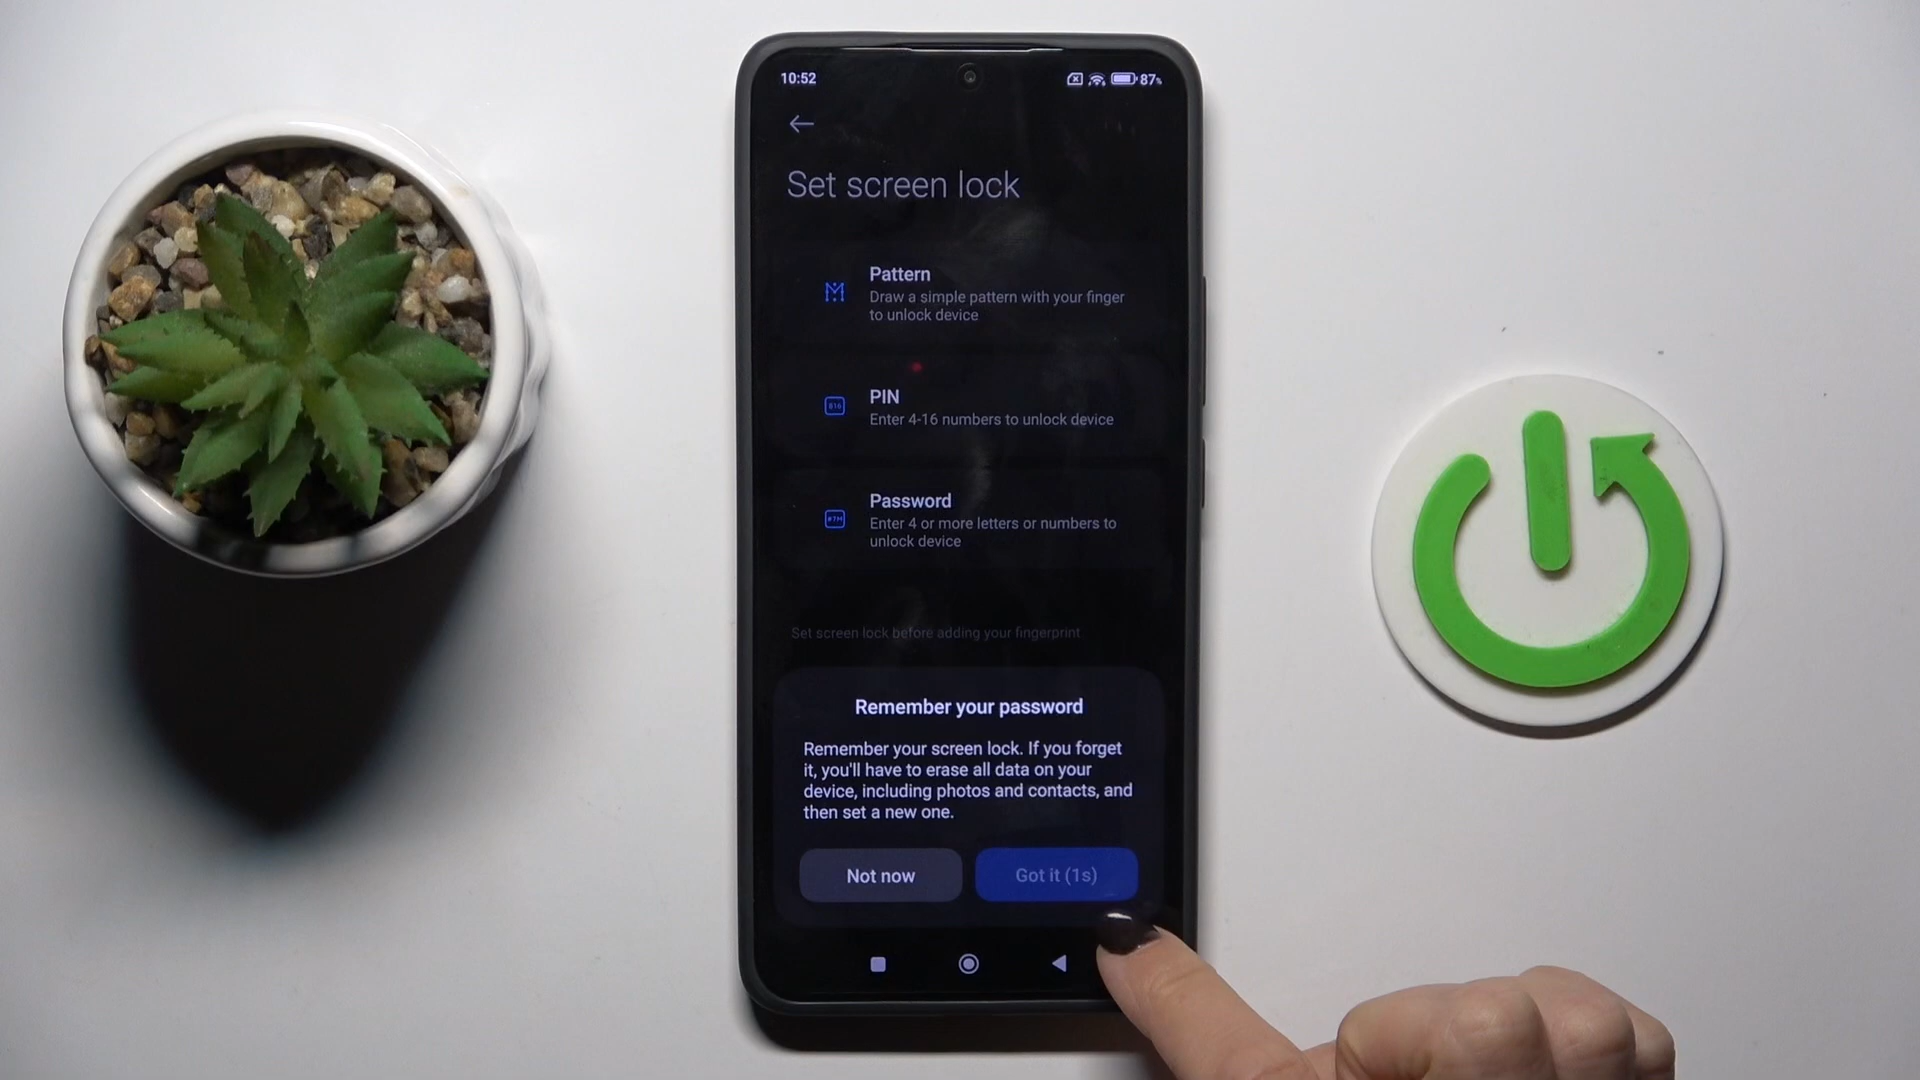 10:52
87%
Set screen lock
Pattern
Draw a simple pattern with your finger
to unlock device
PIN
Enter 4-16 numbers to unlock device
Password
Enter 4 or more letters or numbers to
unlock device
Set screen lock before adding your fingerprint
Remember your password
Remember your screen lock. If you forget
it, you'll have to erase all data on your
device, including photos and contacts, and
then set a new one.
Not now
Got it (1s)